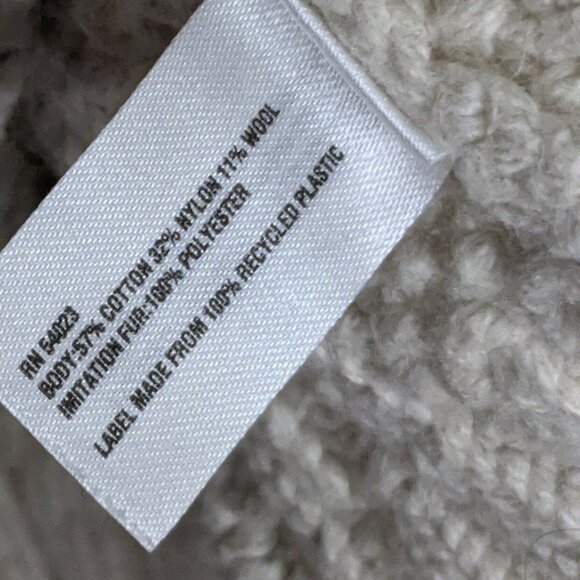 RN 54023
BODY:57% COTTON 32% NYLON 11% WOOL
IMITATION FUR:100% POLYESTER
LABEL MADE FROM 100% RECYCLED PLASTIC